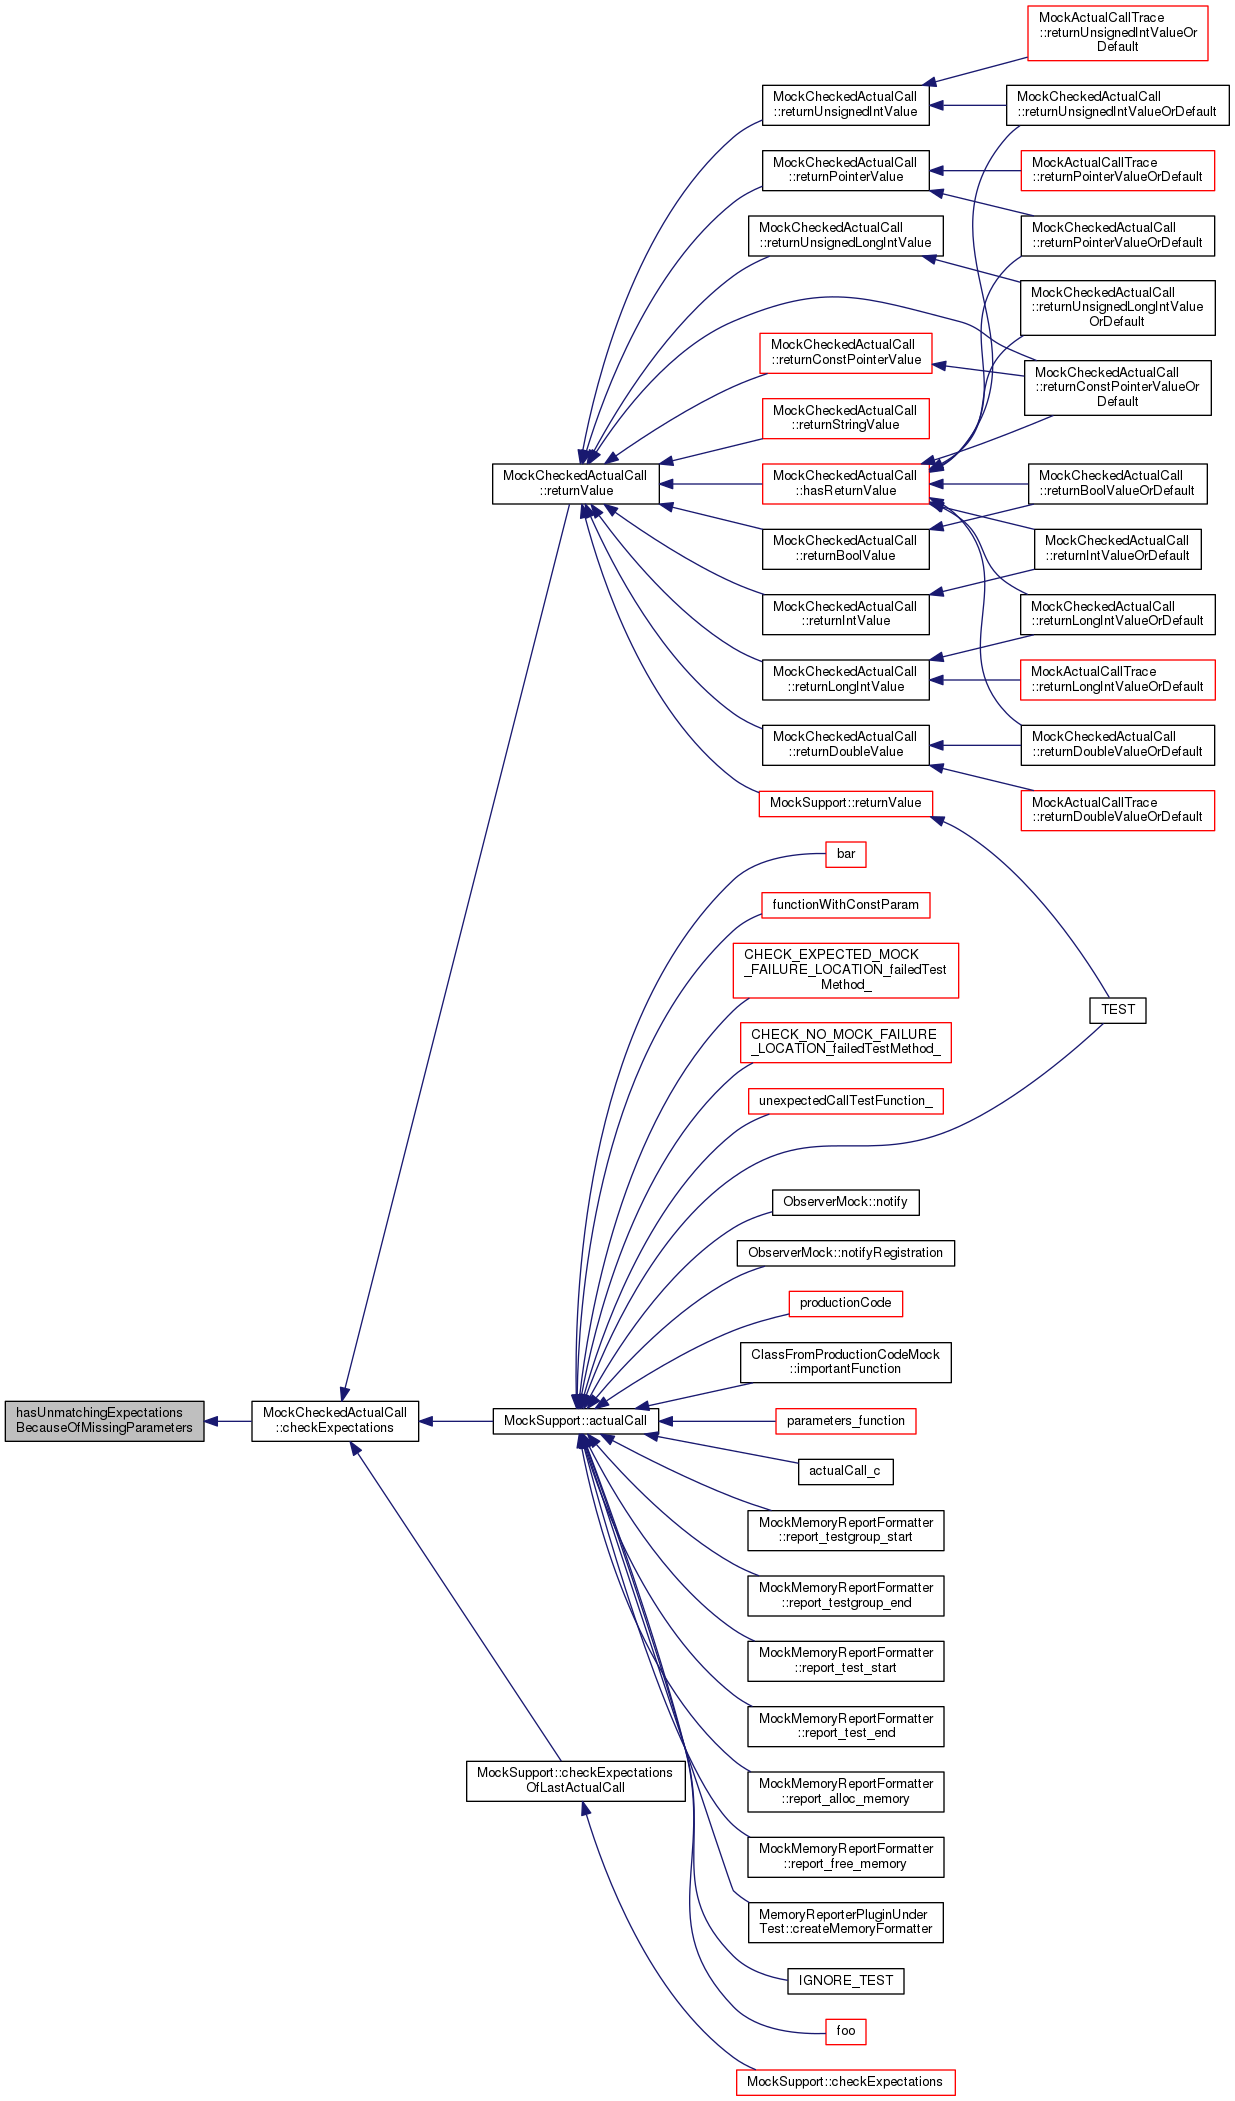 MockActualCallTrace
::returnUnsignedIntValueOr
Default
MockCheckedActualCall
::returnUnsignedIntValue
MockCheckedActualCall
::returnUnsignedIntValueOrDefault
MockCheckedActualCall
::returnPointerValue
MockActualCallTrace
::returnPointerValueOrDefault
MockCheckedActualCall
::returnUnsignedLongIntValue
MockCheckedActualCall
::returnPointerValueOrDefault
MockCheckedActualCall
::returnUnsignedLongIntValue
OrDefault
MockCheckedActualCall
::returnConstPointerValue
MockCheckedActualCall
::returnConstPointerValueOr
Default
MockCheckedActualCall
::returnStringValue
MockCheckedActualCall
::returnValue
MockCheckedActualCall
::hasReturnValue
MockCheckedActualCall
::returnBoolValueOrDefault
MockCheckedActualCall
::returnBoolValue
MockCheckedActualCall
::returnIntValueOrDefault
MockCheckedActualCall
::returnIntValue
MockCheckedActualCall
::returnLongIntValueOrDefault
MockCheckedActualCall
::returnLongIntValue
MockActualCallTrace
::returnLongIntValueOrDefault
MockCheckedActualCall
::returnDoubleValue
MockCheckedActualCall
::returnDoubleValueOrDefault
MockSupport::returnValue
MockActualCallTrace
::returnDoubleValueOrDefault
bar
functionWithConstParam
CHECK_EXPECTED_MOCK
_FAILURE_LOCATION_failedTest
Method_
TEST
CHECK_NO_MOCK_FAILURE
_LOCATION_failedTestMethod_
unexpectedCallTestFunction_
ObserverMock::notify
ObserverMock::notifyRegistration
productionCode
ClassFromProductionCodeMock
::importantFunction
hasUnmatchingExpectations
BecauseOfMissingParameters
MockCheckedActualCall
::checkExpectations
MockSupport::actualCall
parameters_function
actualCall_c
MockMemoryReportFormatter
::report_testgroup_start
MockMemoryReportFormatter
::report_testgroup_end
MockMemoryReportFormatter
::report_test_start
MockMemoryReportFormatter
::report_test_end
MockSupport::checkExpectations
OfLastActualCall
MockMemoryReportFormatter
::report_alloc_memory
MockMemoryReportFormatter
::report_free_memory
MemoryReporterPluginUnder
Test::createMemoryFormatter
IGNORE_TEST
foo
MockSupport::checkExpectations